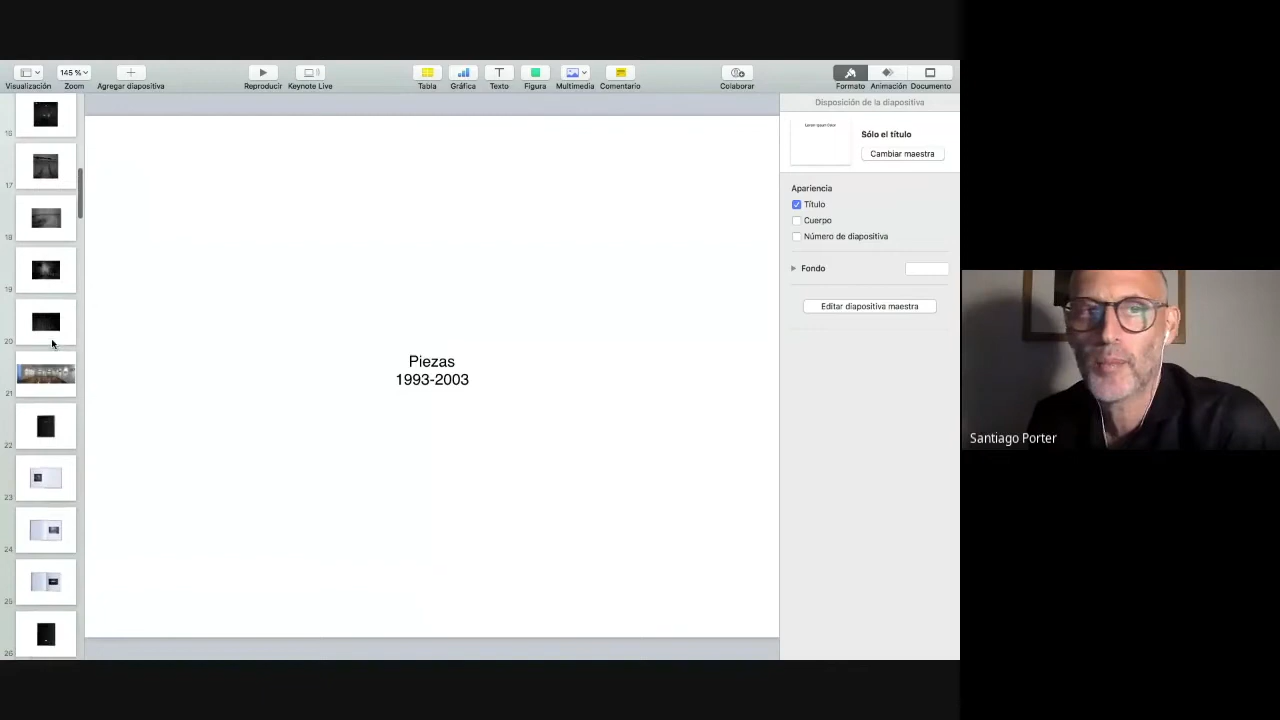 Visualización
145 %
Zoom
Agregar diapositiva
Reproducir
Keynote Live
Tabla
Gráfica
Texto
Figura
Multimedia
Comentario
Colaborar
Formato
Animación
Documento
16
17
18
19
20
21
22
23
24
25
26
Piezas
1993-2003
Disposición de la diapositiva
Sólo el título
Cambiar maestra
Apariencia
Título
Cuerpo
Número de diapositiva
Fondo
Editar diapositiva maestra
Santiago Porter